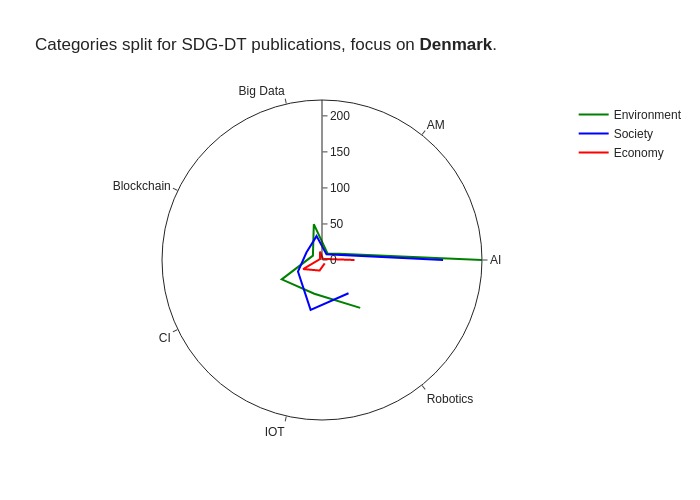 Categories split for SDG-DT publications, focus on Denmark.
Big Data
AM
Environment
Society
Economy
200
150
100
50
0
Blockchain
AI
CI
Robotics
IOT